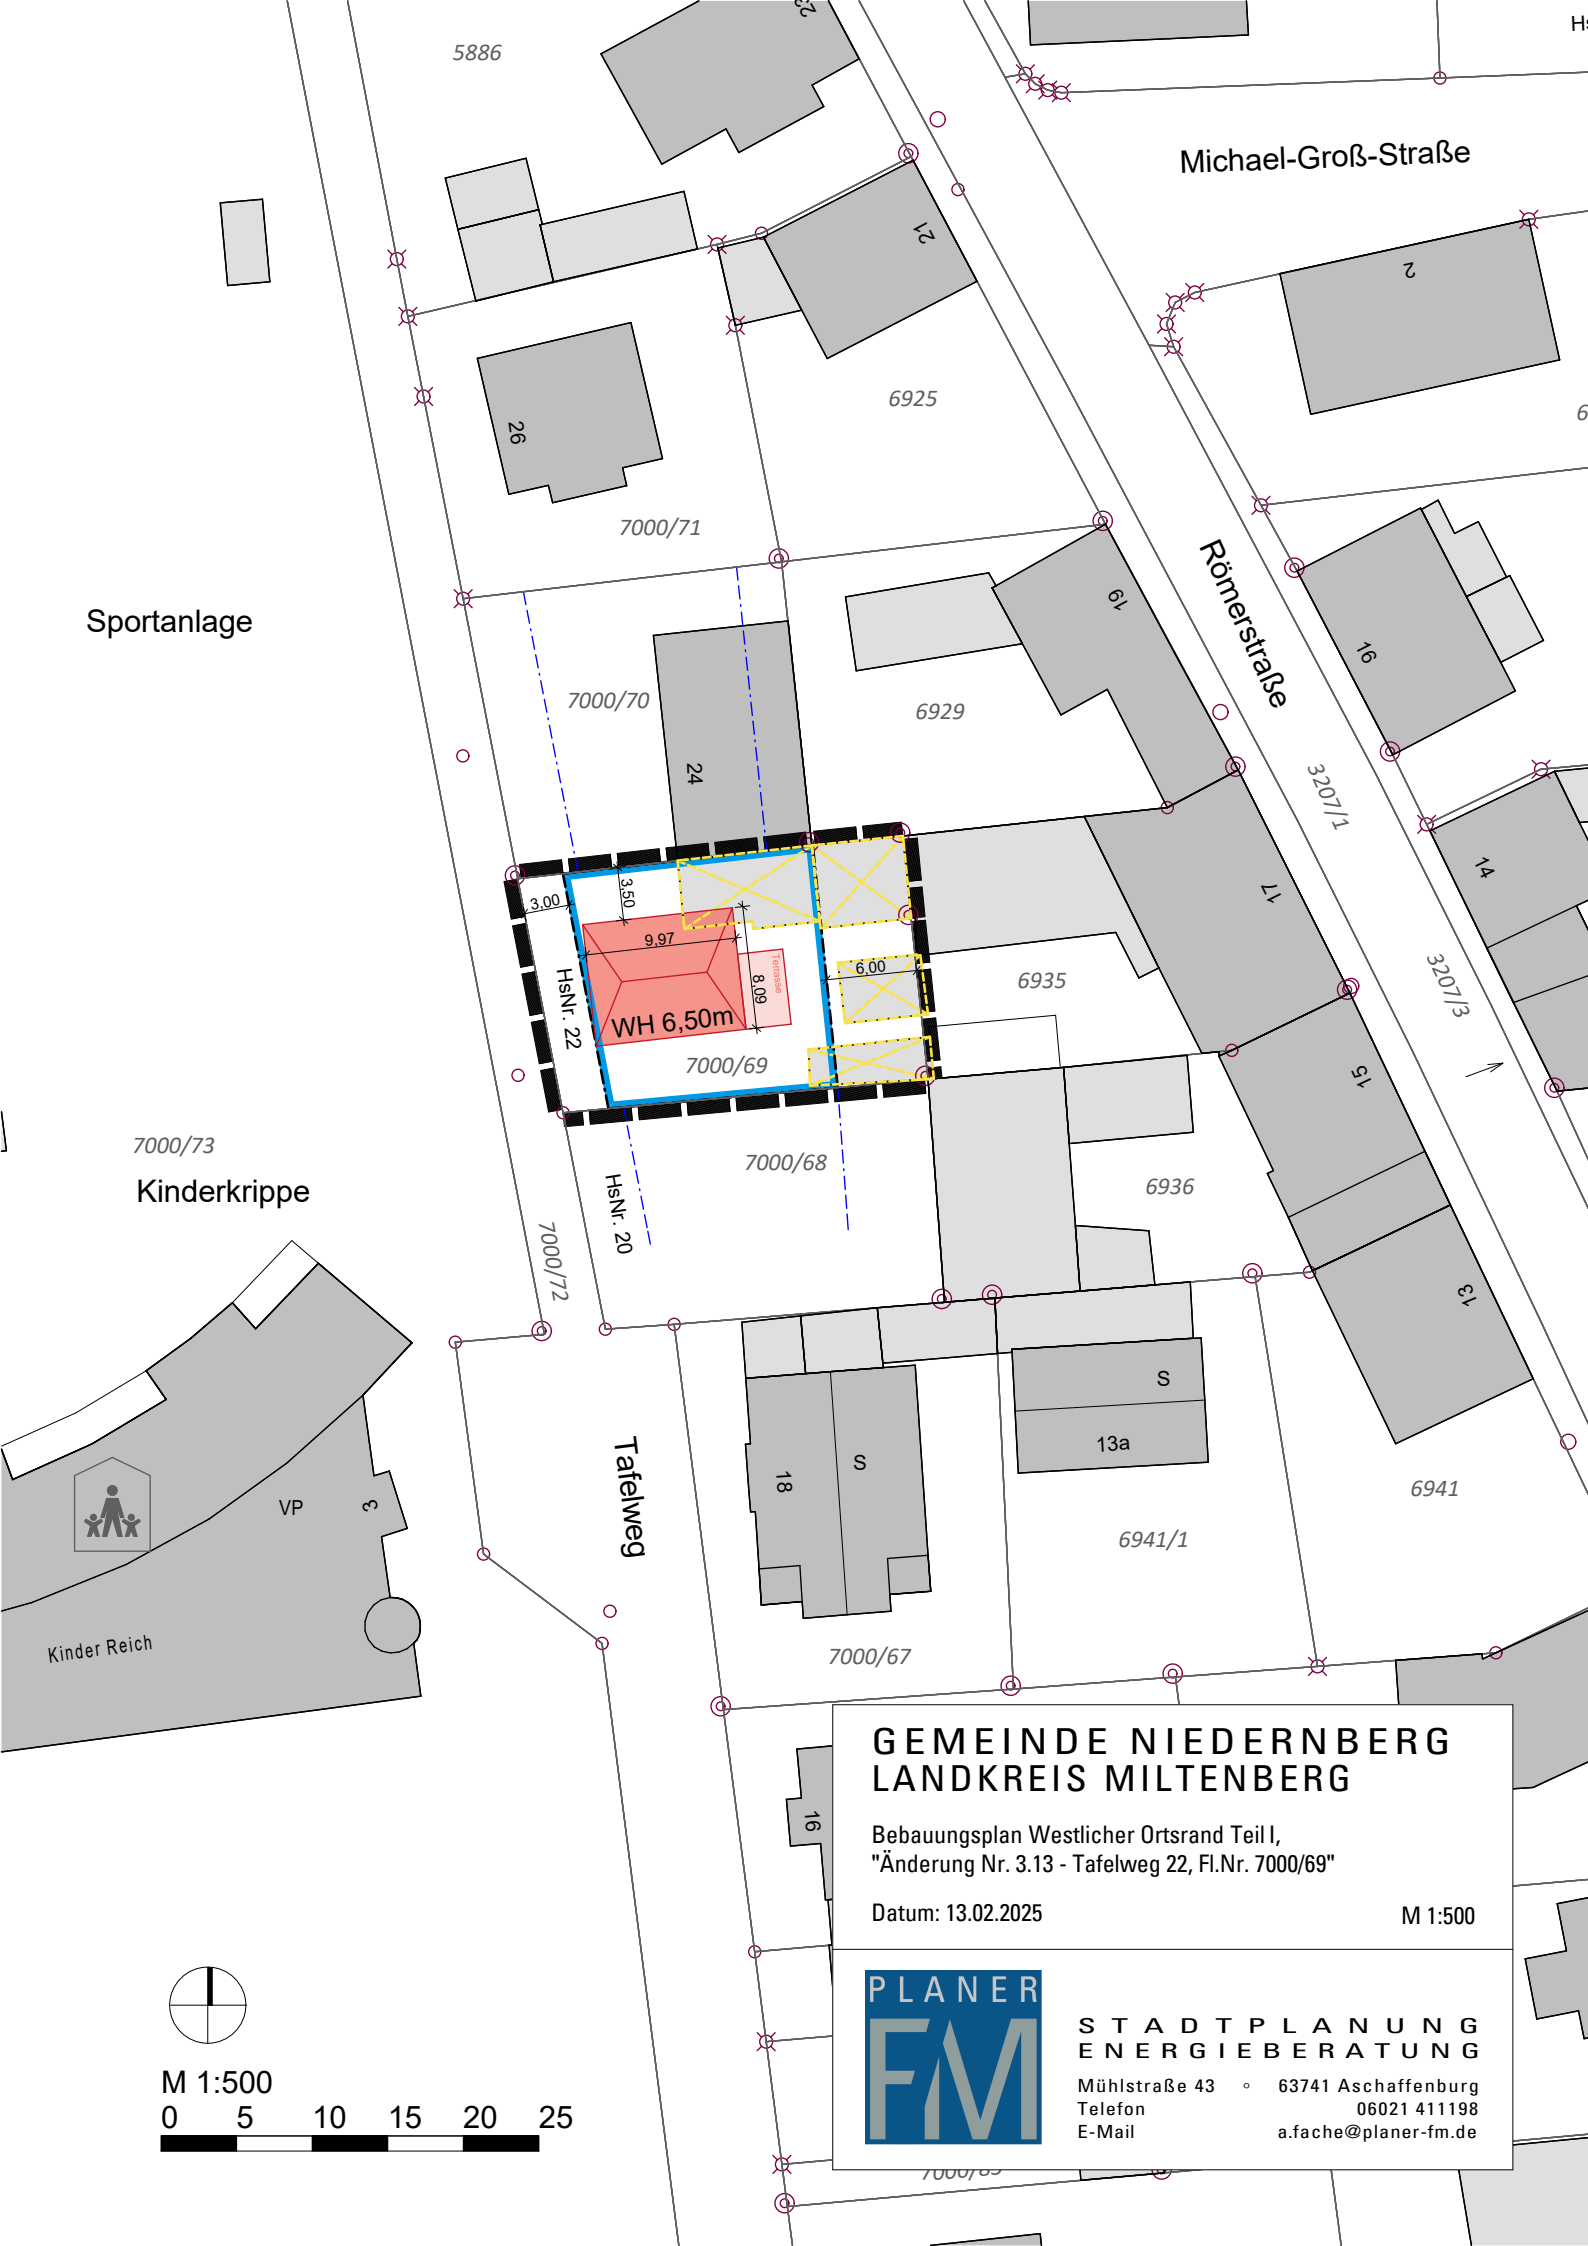 5886
23
Hs
Michael-Groß-Straße
21
2
26
6925
7000/71
Sportanlage
Römerstraße
19
16
7000/70
6929
24
3207/1
14
17
3,00
3,50
9,97
Terrasse
8,09
6,00
HsNr. 22
WH 6,50m
7000/69
6935
3207/3
15
7000/73
Kinderkrippe
7000/68
HsNr. 20
7000/72
6936
13
Tafelweg
18
S
S
13a
6941
6941/1
VP
3
Kinder Reich
7000/67
16
GEMEINDE NIEDERNBERG
LANDKREIS MILTENBERG
Bebauungsplan Westlicher Ortsrand Teil I,
"Änderung Nr. 3.13 - Tafelweg 22, Fl.Nr. 7000/69"
Datum: 13.02.2025 M 1:500
PLANER
FM
STADTPLANUNG
ENERGIEBERATUNG
Mühlstraße 43 ° 63741 Aschaffenburg
Telefon 06021 411198
E-Mail a.fache@planer-fm.de
M 1:500
0 5 10 15 20 25